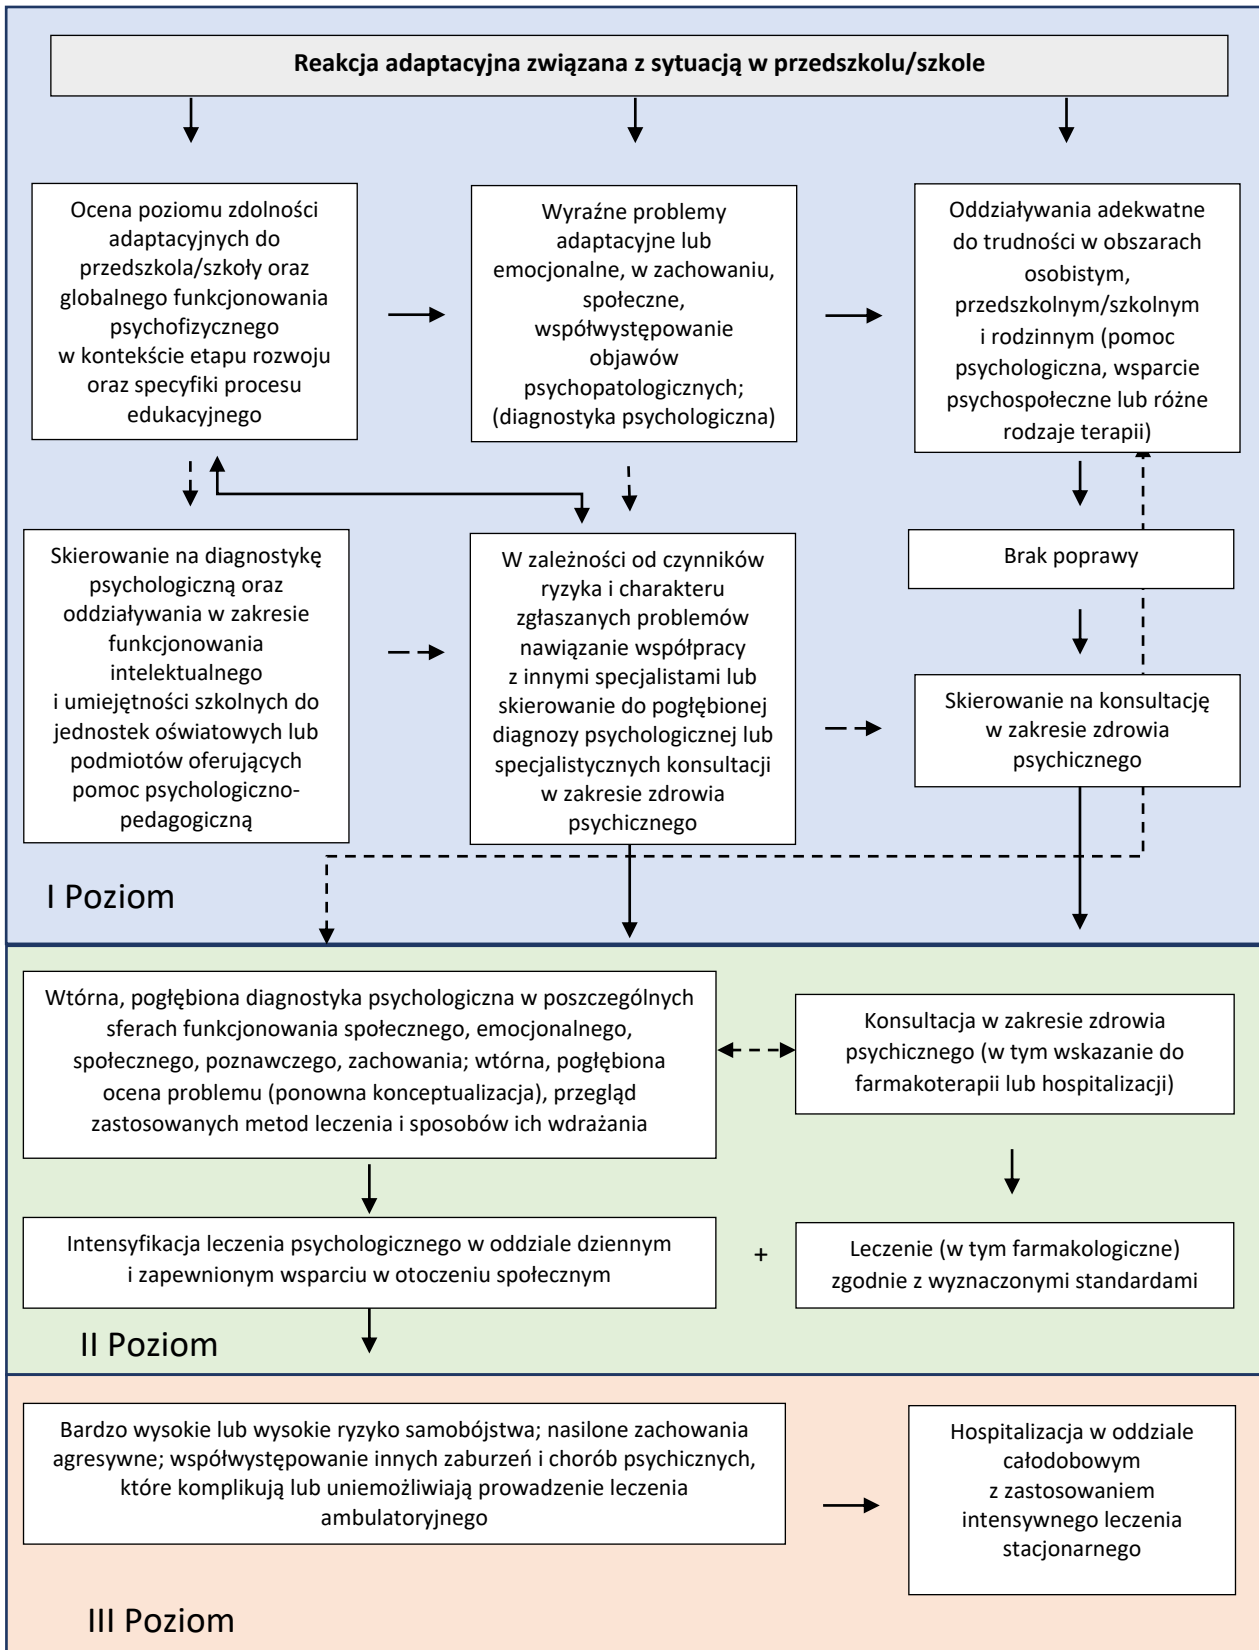 Reakcja adaptacyjna związana z sytuacją w przedszkolu/szkole
Ocena poziomu zdolności
adaptacyjnych do
przedszkola/szkoły oraz
globalnego funkcjonowania
psychofizycznego
w kontekście etapu rozwoju
oraz specyfiki procesu
edukacyjnego
Wyraźne problemy
adaptacyjne lub
emocjonalne, w zachowaniu,
społeczne,
współwystępowanie
objawów
psychopatologicznych;
(diagnostyka psychologiczna)
Oddziaływania adekwatne
do trudności w obszarach
osobistym,
przedszkolnym/szkolnym
i rodzinnym (pomoc
psychologiczna, wsparcie
psychospołeczne lub różne
rodzaje terapii)
Skierowanie na diagnostykę
psychologiczną oraz
oddziaływania w zakresie
funkcjonowania
intelektualnego
i umiejętności szkolnych do
jednostek oświatowych lub
podmiotów oferujących
pomoc psychologiczno-
pedagogiczną
W zależności od czynników
ryzyka i charakteru
zgłaszanych problemów
nawiązanie współpracy
z innymi specjalistami lub
skierowanie do pogłębionej
diagnozy psychologicznej lub
specjalistycznych konsultacji
w zakresie zdrowia
psychicznego
Brak poprawy
Skierowanie na konsultację
w zakresie zdrowia
psychicznego
I Poziom
Wtórna, pogłębiona diagnostyka psychologiczna w poszczególnych
sferach funkcjonowania społecznego, emocjonalnego,
społecznego, poznawczego, zachowania; wtórna, pogłębiona
ocena problemu (ponowna konceptualizacja), przegląd
zastosowanych metod leczenia i sposobów ich wdrażania
Konsultacja w zakresie zdrowia
psychicznego (w tym wskazanie do
farmakoterapii lub hospitalizacji)
Intensyfikacja leczenia psychologicznego w oddziale dziennym
i zapewnionym wsparciu w otoczeniu społecznym
+
Leczenie (w tym farmakologiczne)
zgodnie z wyznaczonymi standardami
II Poziom
Bardzo wysokie lub wysokie ryzyko samobójstwa; nasilone zachowania
agresywne; współwystępowanie innych zaburzeń i chorób psychicznych,
które komplikują lub uniemożliwiają prowadzenie leczenia
ambulatoryjnego
Hospitalizacja w oddziale
całodobowym
z zastosowaniem
intensywnego leczenia
stacjonarnego
III Poziom